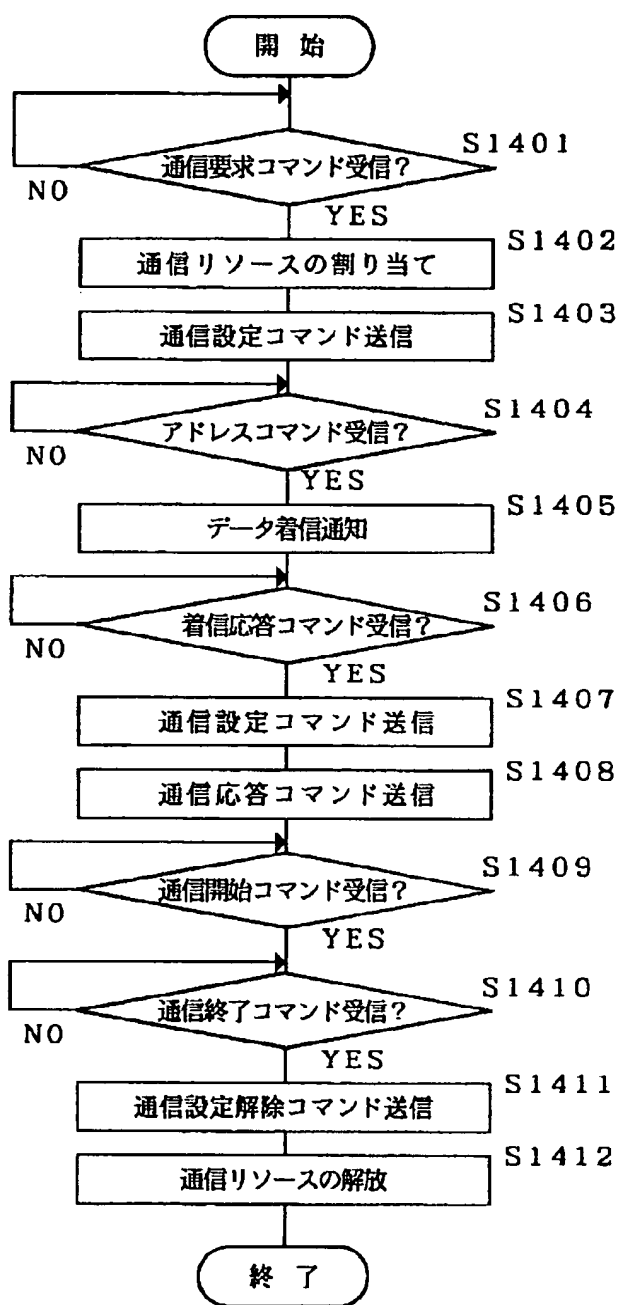 開始
通信要求コマンド受信？
S1401
NO
YES
通信リソースの割り当て
S1402
通信設定コマンド送信
S1403
アドレスコマンド受信？
S1404
NO
YES
データ着信通知
S1405
着信応答コマンド受信？
S1406
NO
YES
通信設定コマンド送信
S1407
通信応答コマンド送信
S1408
通信開始コマンド受信？
S1409
NO
YES
通信終了コマンド受信？
S1410
NO
YES
通信設定解除コマンド送信
S1411
通信リソースの解放
S1412
終了